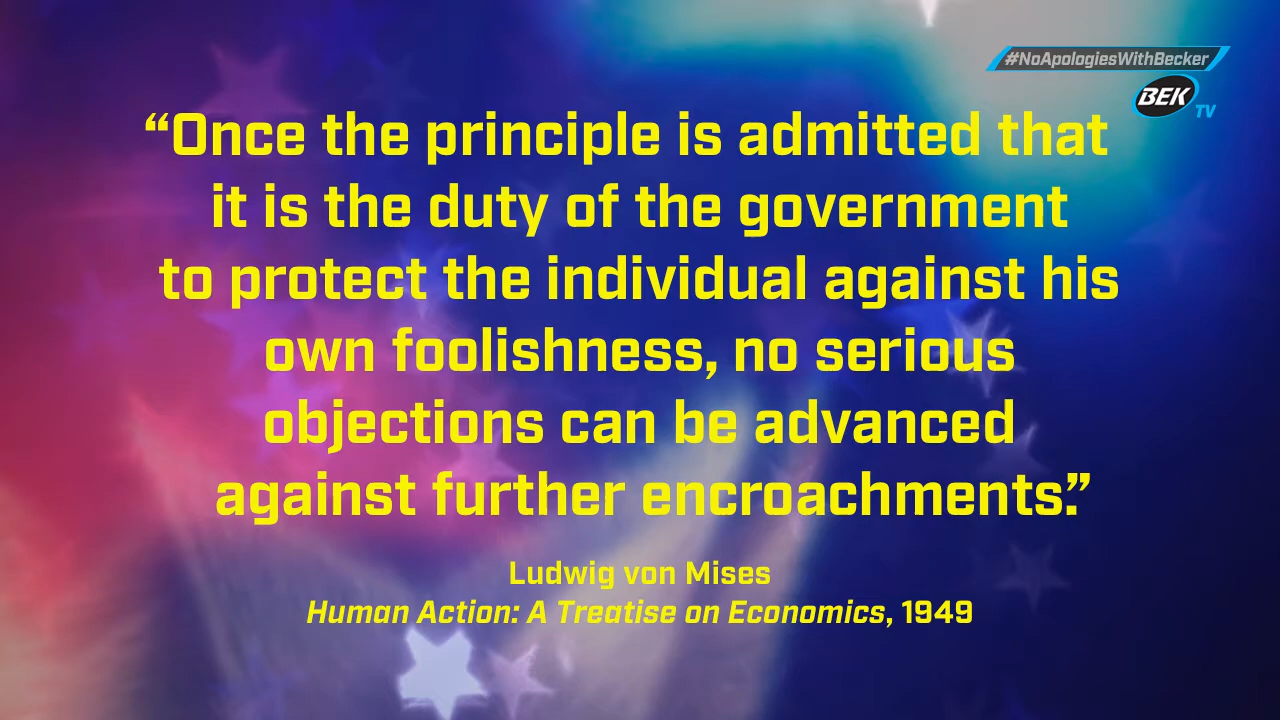 #NoApologiesWithBecker
BEK TV
“Once the principle is admitted that
it is the duty of the government
to protect the individual against his
own foolishness, no serious
objections can be advanced
against further encroachments.”
Ludwig von Mises
Human Action: A Treatise on Economics, 1949